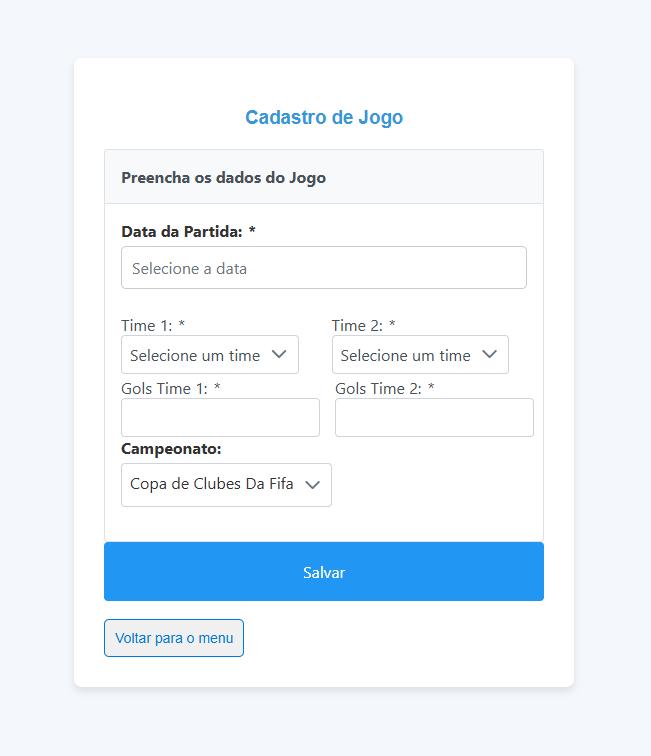 Cadastro de Jogo
Preencha os dados do Jogo
Data da Partida: *
Selecione a data
Time 1: * Time 2: *
Selecione um time Selecione um time
Gols Time 1: * Gols Time 2: *
Campeonato:
Copa de Clubes Da Fifa
Salvar
Voltar para o menu